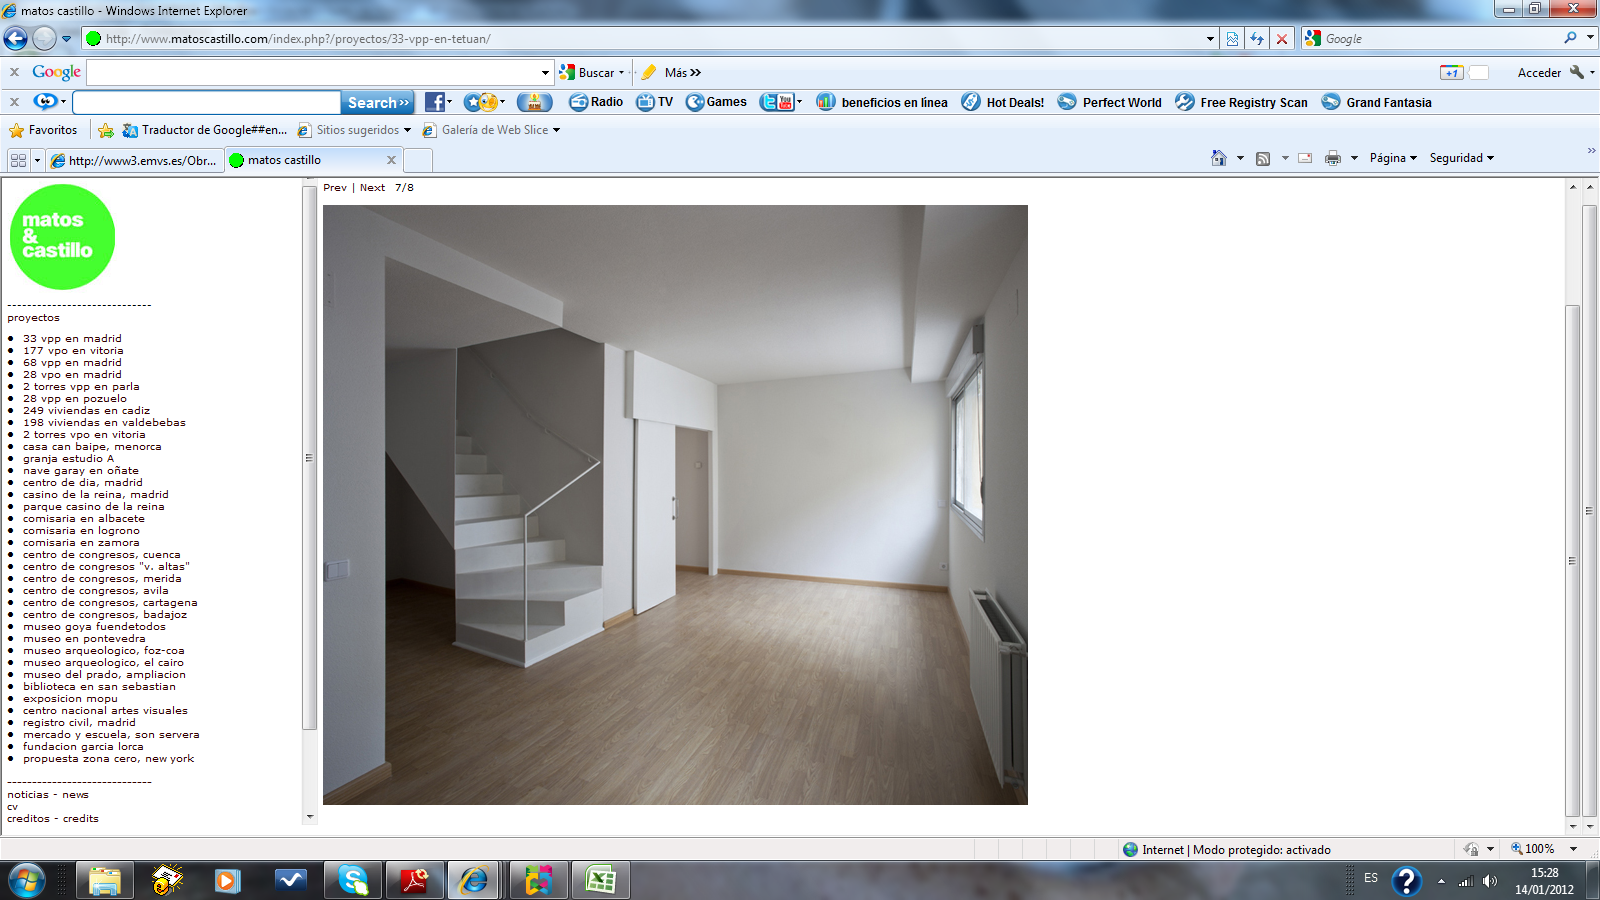 matos castillo - Windows Internet Explorer
http://www.matoscastillo.com/index.php?/proyectos/33-vpp-en-tetuan/
Google
x Google Buscar Más »
+1
Acceder
x Search »
Radio TV Games You Tube beneficios en línea Hot Deals! Perfect World Free Registry Scan Grand Fantasia
Favoritos Traductor de Google##en... Sitios sugeridos Galería de Web Slice
http://www3.emvs.es/Obr... matos castillo x
Página Seguridad »
matos
&
castillo
Prev | Next 7/8
------------------------------
proyectos
33 vpp en madrid
177 vpo en vitoria
68 vpp en madrid
28 vpo en madrid
2 torres vpp en parla
28 vpp en pozuelo
249 viviendas en cadiz
198 viviendas en valdebebas
2 torres vpo en vitoria
casa can baipe, menorca
granja estudio A
nave garay en oñate
centro de dia, madrid
casino de la reina, madrid
parque casino de la reina
comisaria en albacete
comisaria en logrono
comisaria en zamora
centro de congresos, cuenca
centro de congresos "v. altas"
centro de congresos, merida
centro de congresos, avila
centro de congresos, cartagena
centro de congresos, badajoz
museo goya fuendetodos
museo en pontevedra
museo arqueologico, foz-coa
museo arqueologico, el cairo
museo del prado, ampliacion
biblioteca en san sebastian
exposicion mopu
centro nacional artes visuales
registro civil, madrid
mercado y escuela, son servera
fundacion garcia lorca
propuesta zona cero, new york
------------------------------
noticias - news
cv
creditos - credits
Internet | Modo protegido: activado
100%
ES
15:28
14/01/2012